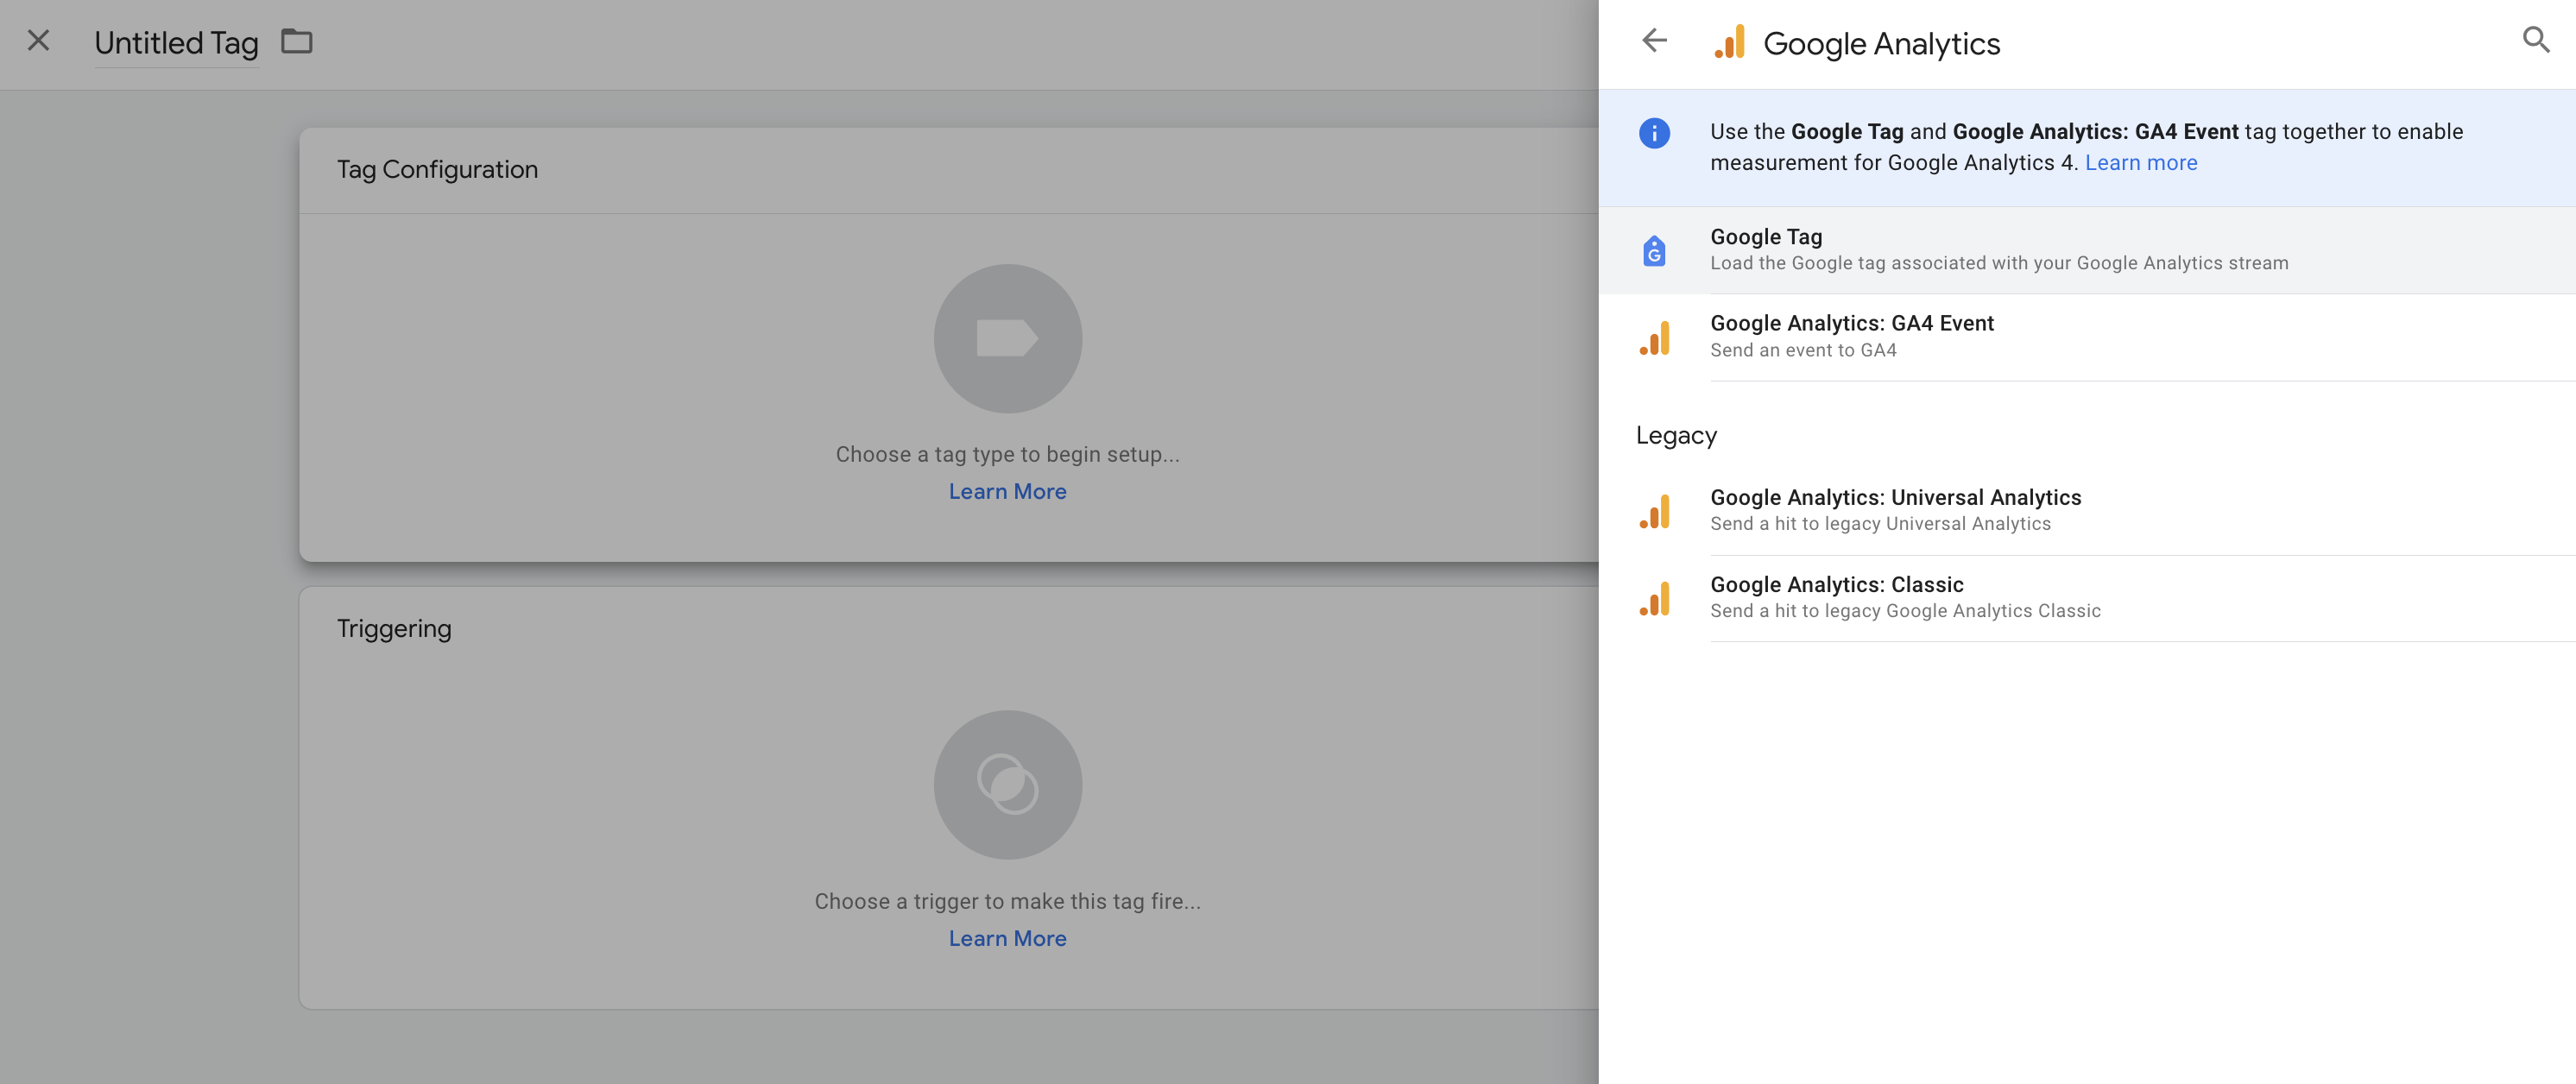 Untitled Tag
Tag Configuration
Choose a tag type to begin setup...
Learn More
Triggering
Choose a trigger to make this tag fire...
Learn More
Google Analytics
Use the Google Tag and Google Analytics: GA4 Event tag together to enable
measurement for Google Analytics 4. Learn more
G
Google Tag
Load the Google tag associated with your Google Analytics stream
Google Analytics: GA4 Event
Send an event to GA4
Legacy
Google Analytics: Universal Analytics
Send a hit to legacy Universal Analytics
Google Analytics: Classic
Send a hit to legacy Google Analytics Classic